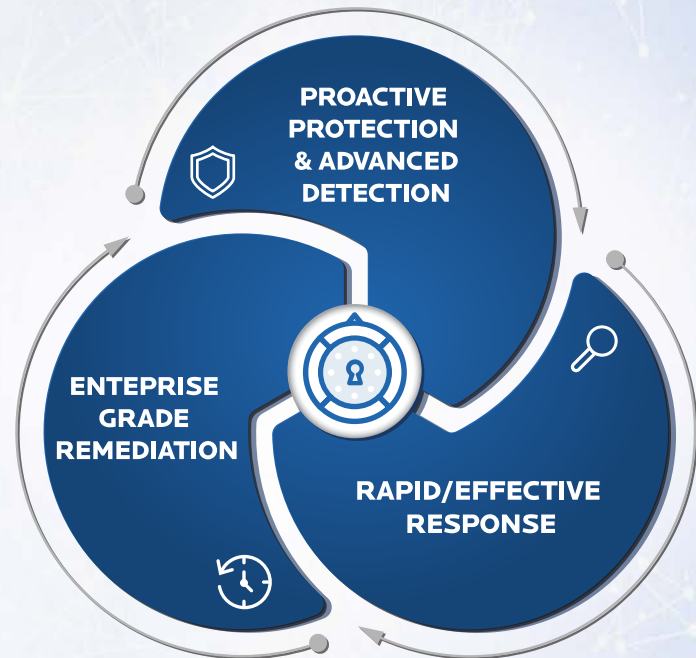 PROACTIVE
PROTECTION
& ADVANCED
DETECTION
ENTEPRISE
GRADE
REMEDIATION
RAPID/EFFECTIVE
RESPONSE